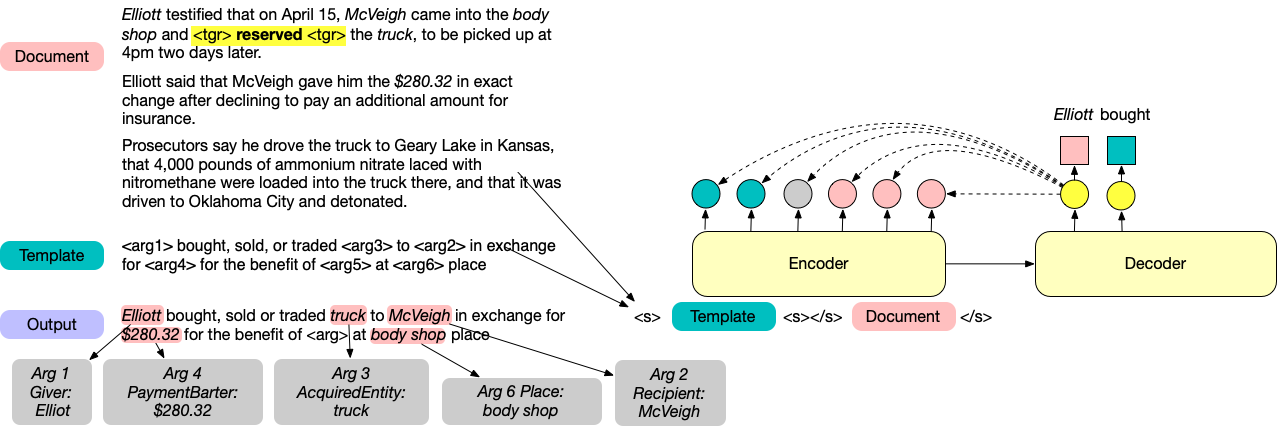 Document
Elliott testified that on April 15, McVeigh came into the body
shop and <tgr> reserved <tgr> the truck, to be picked up at
4pm two days later.
Elliott said that McVeigh gave him the $280.32 in exact
change after declining to pay an additional amount for
insurance.
Prosecutors say he drove the truck to Geary Lake in Kansas,
that 4,000 pounds of ammonium nitrate laced with
nitromethane were loaded into the truck there, and that it was
driven to Oklahoma City and detonated.
Template
<arg1> bought, sold, or traded <arg3> to <arg2> in exchange
for <arg4> for the benefit of <arg5> at <arg6> place
Output
Elliott bought, sold or traded truck to McVeigh in exchange for
$280.32 for the benefit of <arg> at body shop place
Arg 1
Giver:
Elliot
Arg 4
PaymentBarter:
$280.32
Arg 3
AcquiredEntity:
truck
Arg 6 Place:
body shop
Arg 2
Recipient:
McVeigh
Elliott bought
Encoder
Decoder
<s> Template <s></s> Document </s>